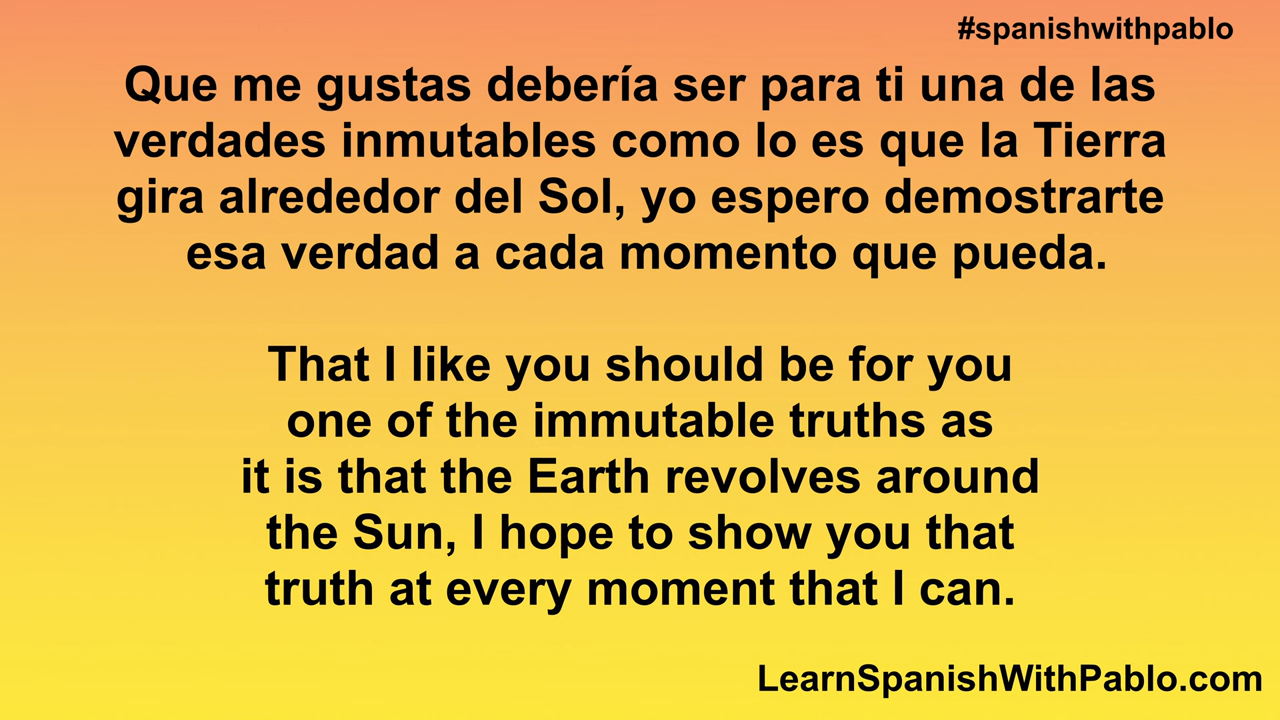 #spanishwithpablo
Que me gustas debería ser para ti una de las
verdades inmutables como lo es que la Tierra
gira alrededor del Sol, yo espero demostrarte
esa verdad a cada momento que pueda.
That I like you should be for you
one of the immutable truths as
it is that the Earth revolves around
the Sun, I hope to show you that
truth at every moment that I can.
LearnSpanishWithPablo.com